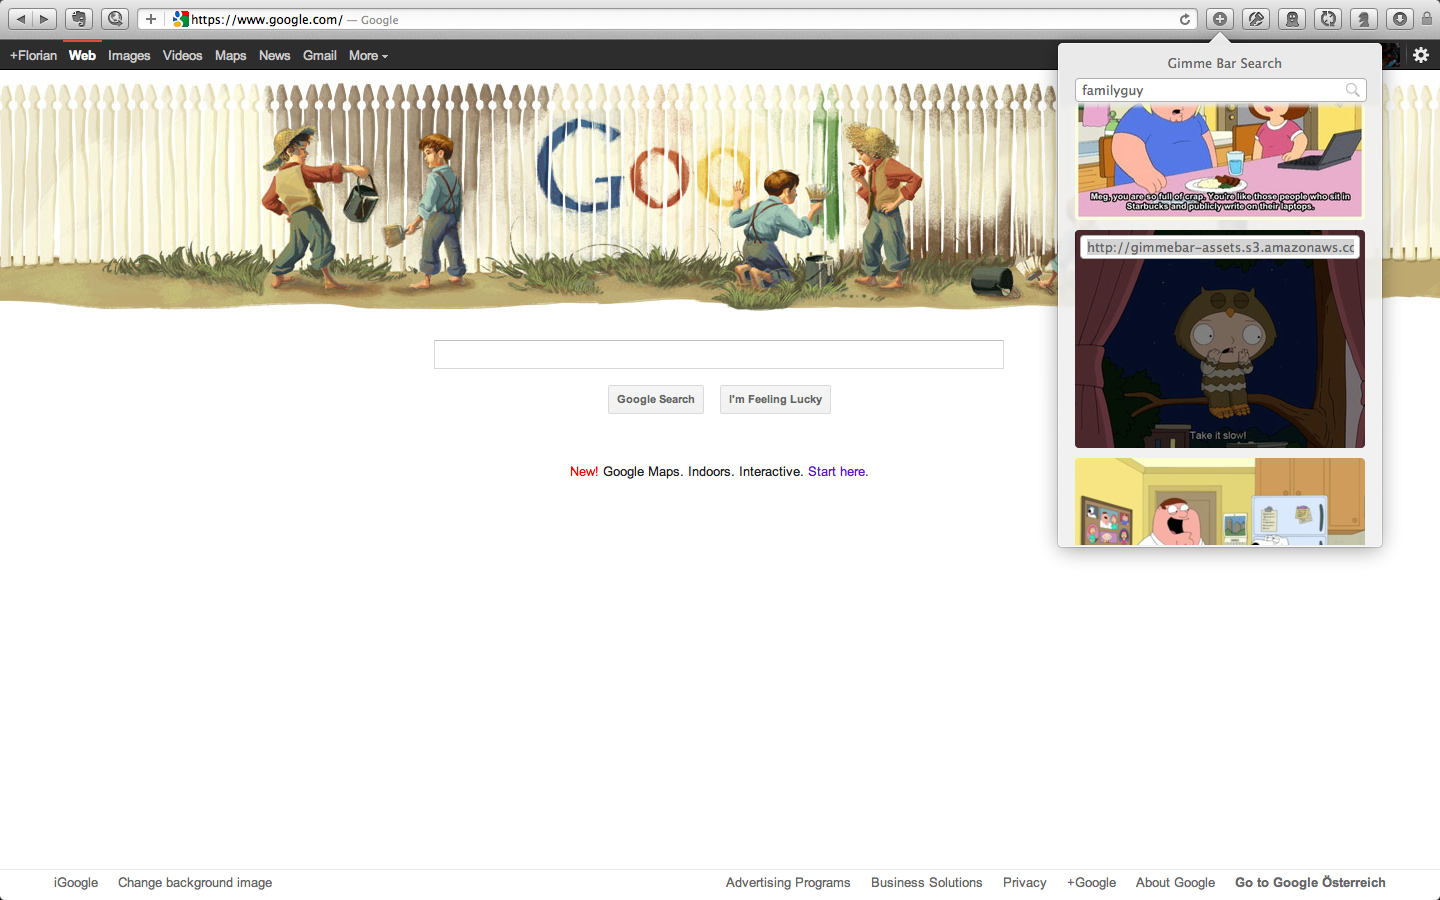 https://www.google.com/ — Google
+Florian Web Images Videos Maps News Gmail More
Gimme Bar Search
familyguy
Meg, you are so full of crap. You're like those people who sit in
Starbucks and publicly write on their laptops.
http://gimmebar-assets.s3.amazonaws.cc
Take it slow!
Goo
Google Search I'm Feeling Lucky
New! Google Maps. Indoors. Interactive. Start here.
iGoogle Change background image Advertising Programs Business Solutions Privacy +Google About Google Go to Google Österreich